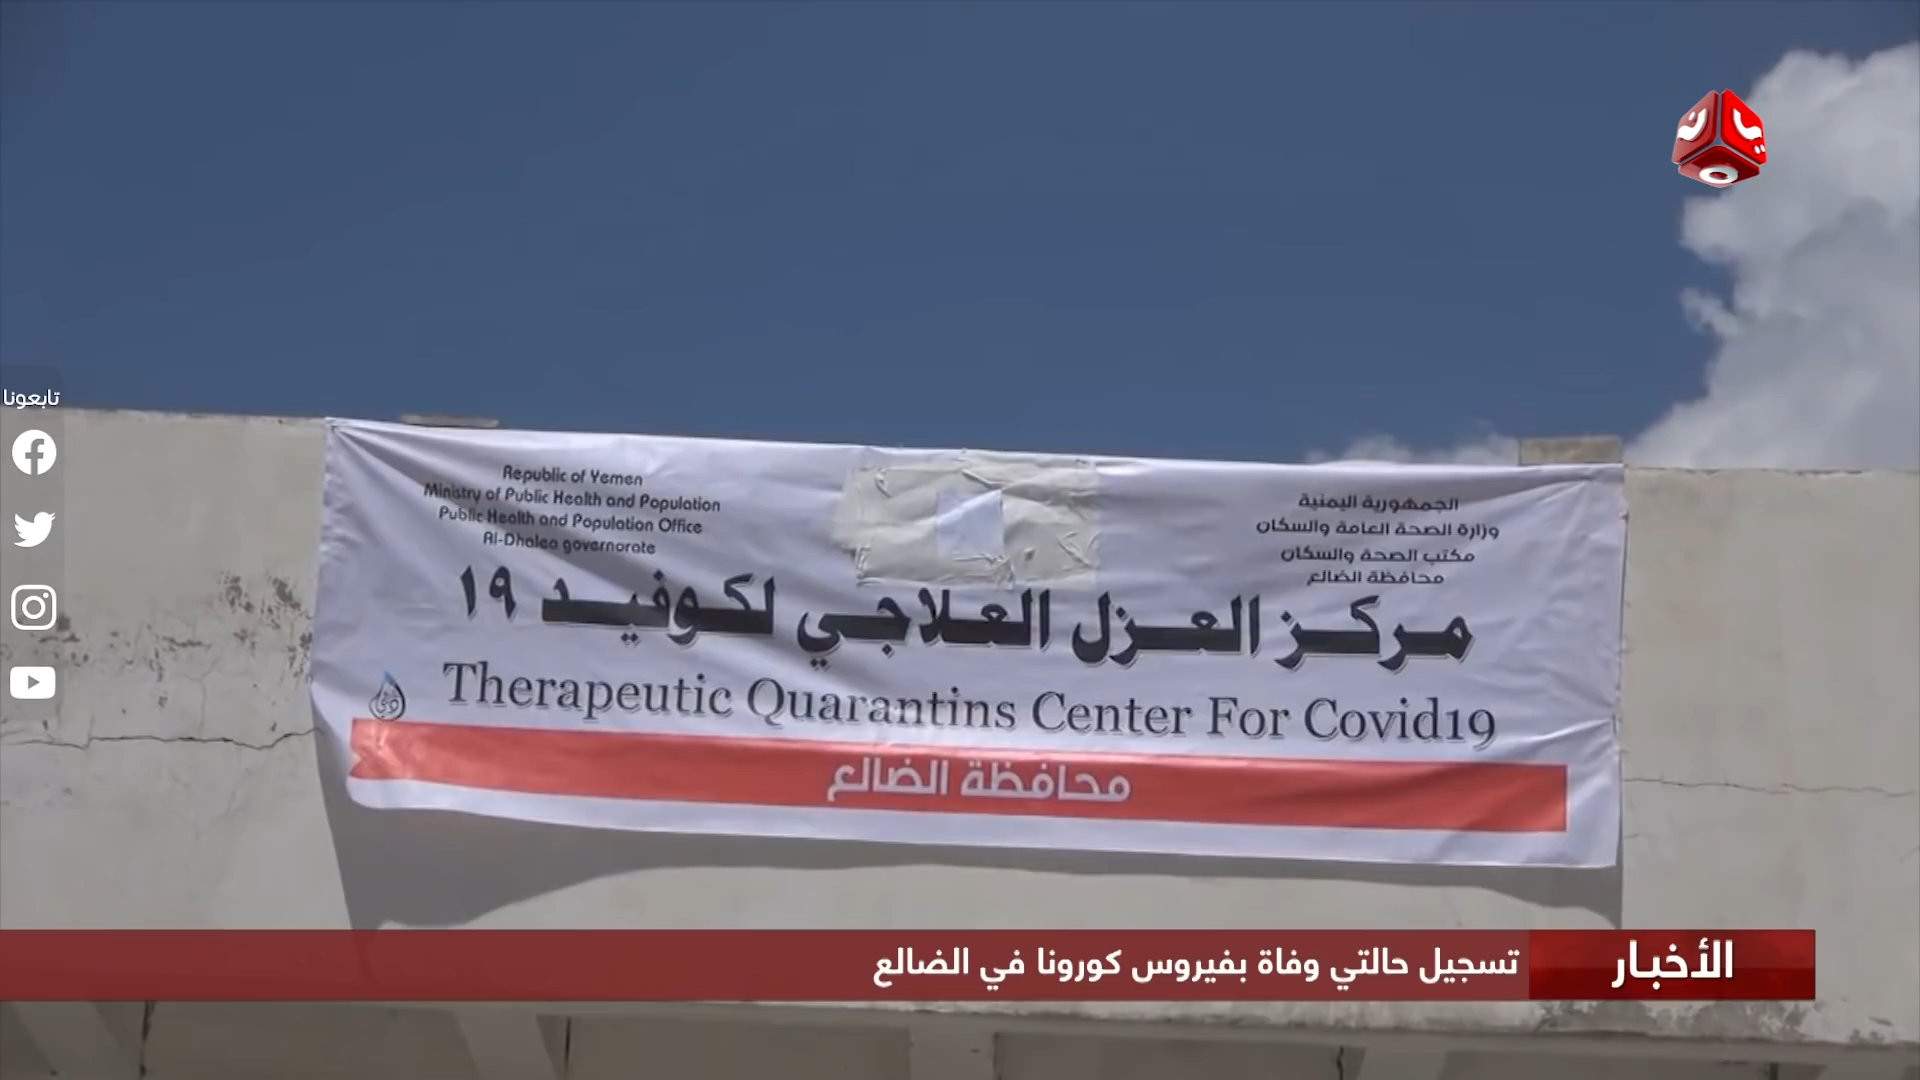 تابعونا
Republic of Yemen
Ministry of Public Health and Population
Public Health and Population Office
Al-Dhalea governorate
الجمهورية اليمنية
وزارة الصحة العامة والسكان
مكتب الصحة والسكان
محافظة الضالع
مركز العزل العلاجي لكوفيد ١٩
Therapeutic Quarantins Center For Covid19
محافظة الضالع
الأخبار
تسجيل حالتي وفاة بفيروس كورونا في الضالع